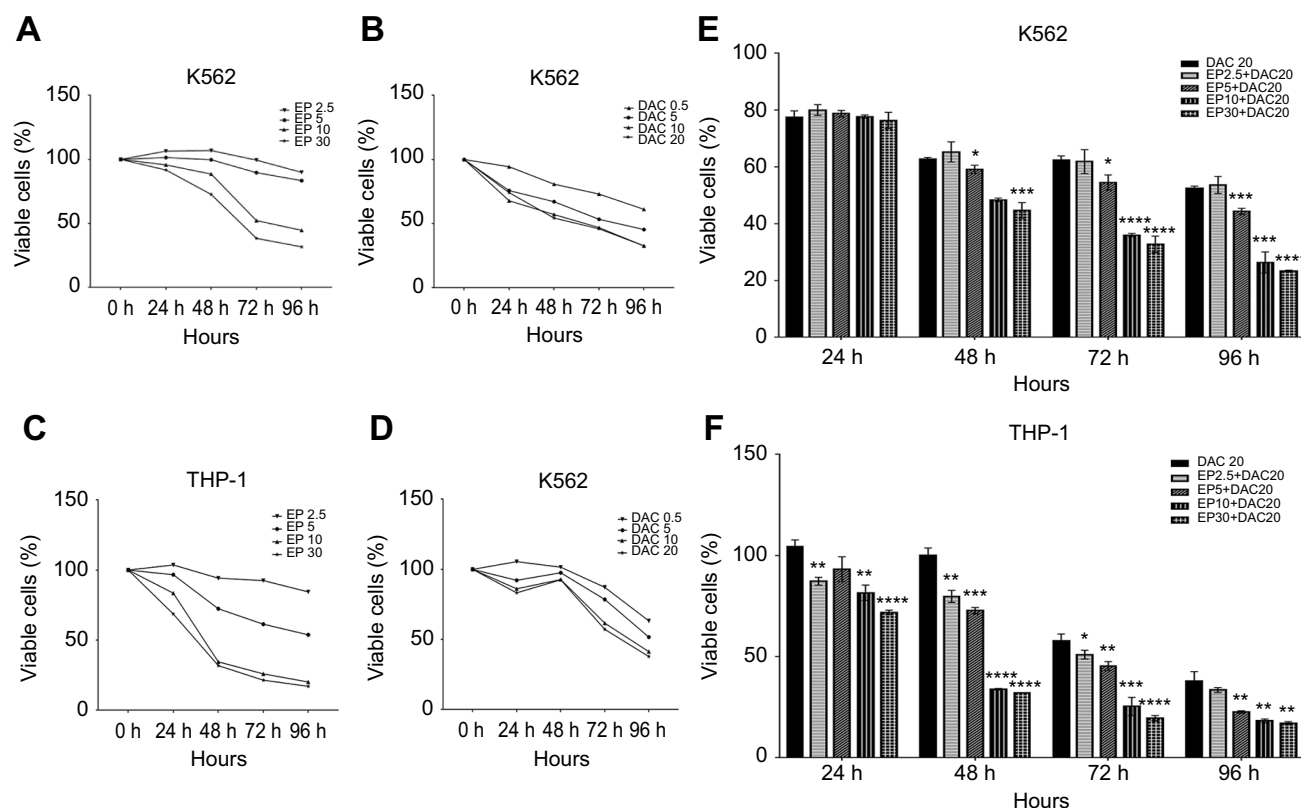 A
K562
150
100
50
0
Viable cells (%)
EP 2.5
EP 5
EP 10
EP 30
0 h 24 h 48 h 72 h 96 h
Hours
B
K562
150
100
50
0
Viable cells (%)
DAC 0.5
DAC 5
DAC 10
DAC 20
0 h 24 h 48 h 72 h 96 h
Hours
E
K562
100
80
60
40
20
0
Viable cells (%)
DAC 20
EP2.5+DAC20
EP5+DAC20
EP10+DAC20
EP30+DAC20
*
***
*
****
****
***
***
****
24 h 48 h 72 h 96 h
Hours
C
THP-1
150
100
50
0
Viable cells (%)
EP 2.5
EP 5
EP 10
EP 30
0 h 24 h 48 h 72 h 96 h
Hours
D
K562
150
100
50
0
Viable cells (%)
DAC 0.5
DAC 5
DAC 10
DAC 20
0 h 24 h 48 h 72 h 96 h
Hours
F
THP-1
150
100
50
0
Viable cells (%)
DAC 20
EP2.5+DAC20
EP5+DAC20
EP10+DAC20
EP30+DAC20
**
**
****
**
***
****
****
*
**
***
****
**
**
**
24 h 48 h 72 h 96 h
Hours